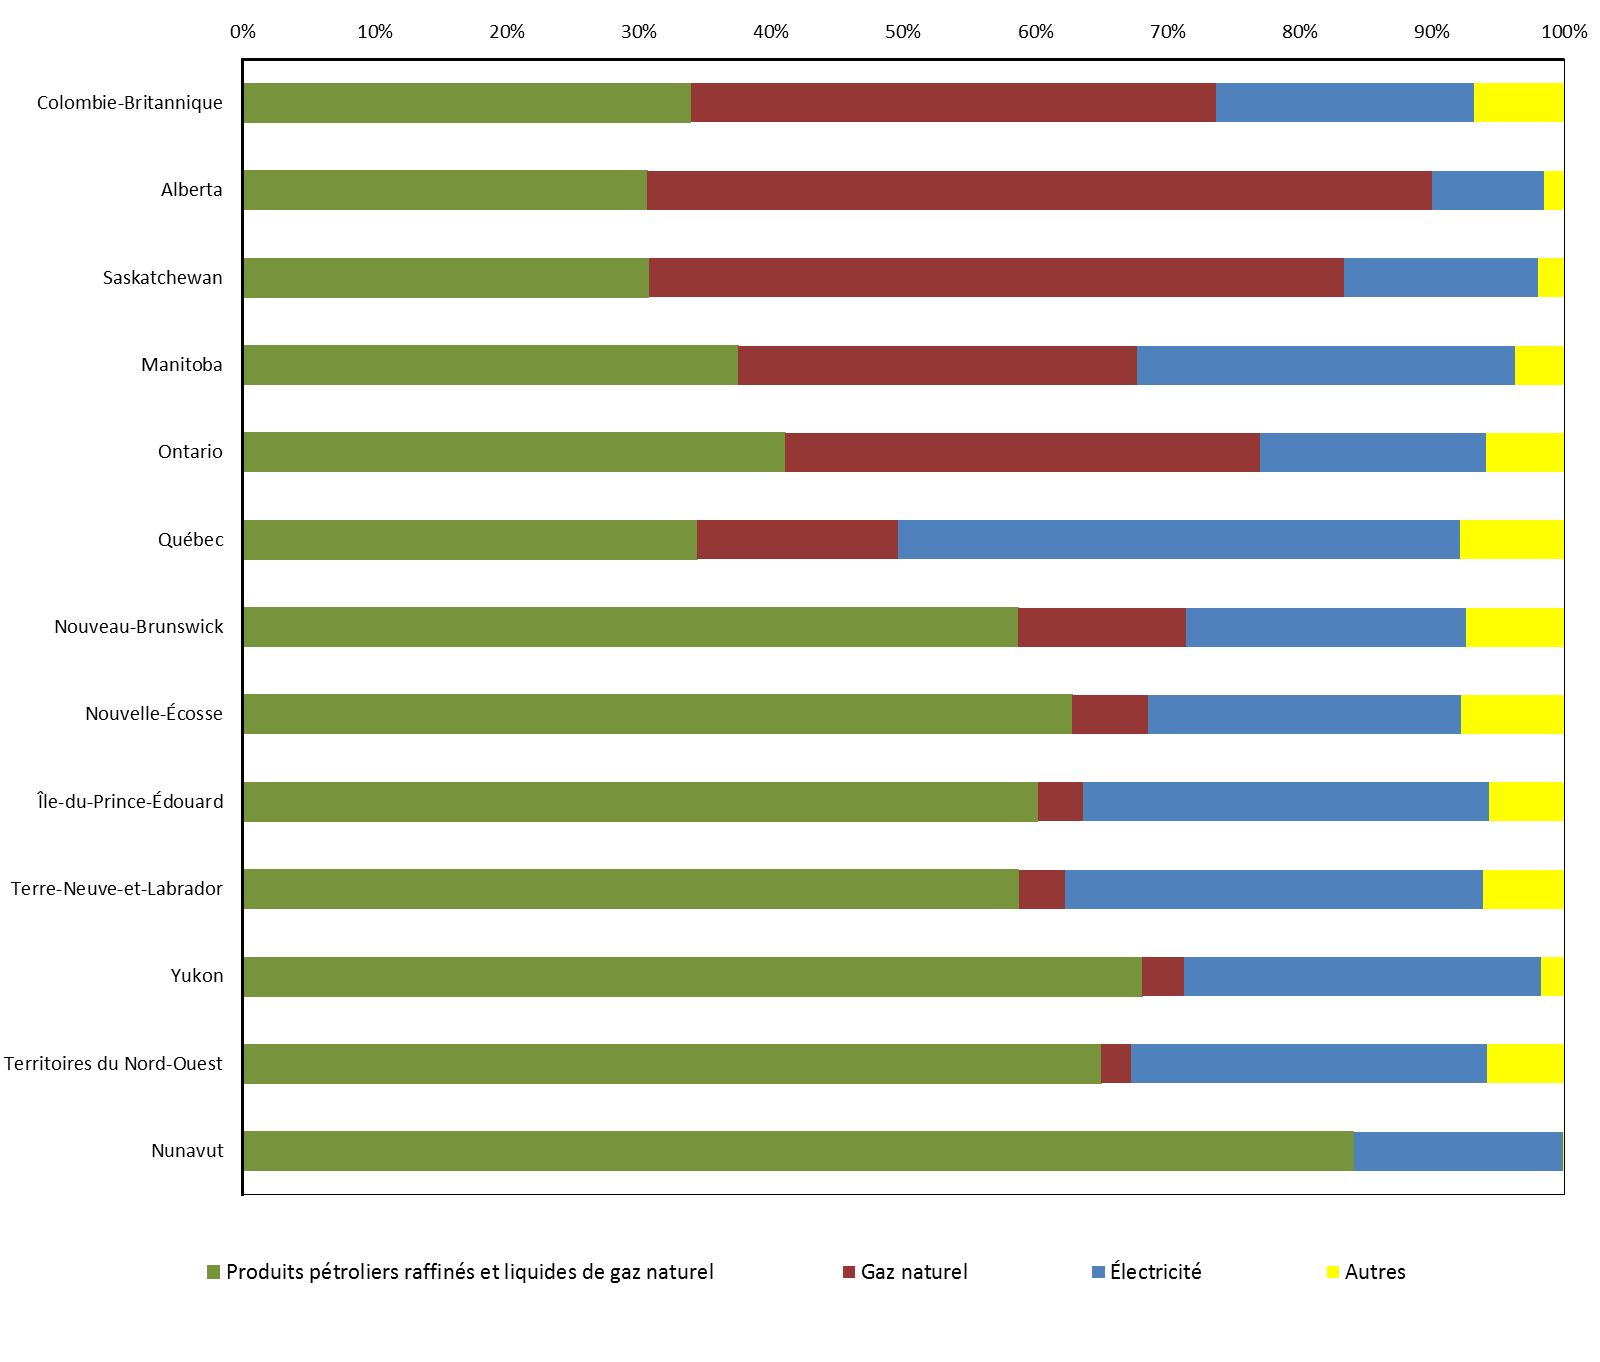 0% 10% 20% 30% 40% 50% 60% 70% 80% 90% 100%
Colombie-Britannique
Alberta
Saskatchewan
Manitoba
Ontario
Québec
Nouveau-Brunswick
Nouvelle-Écosse
Île-du-Prince-Édouard
Terre-Neuve-et-Labrador
Yukon
Territoires du Nord-Ouest
Nunavut
Produits pétroliers raffinés et liquides de gaz naturel Gaz naturel Électricité Autres